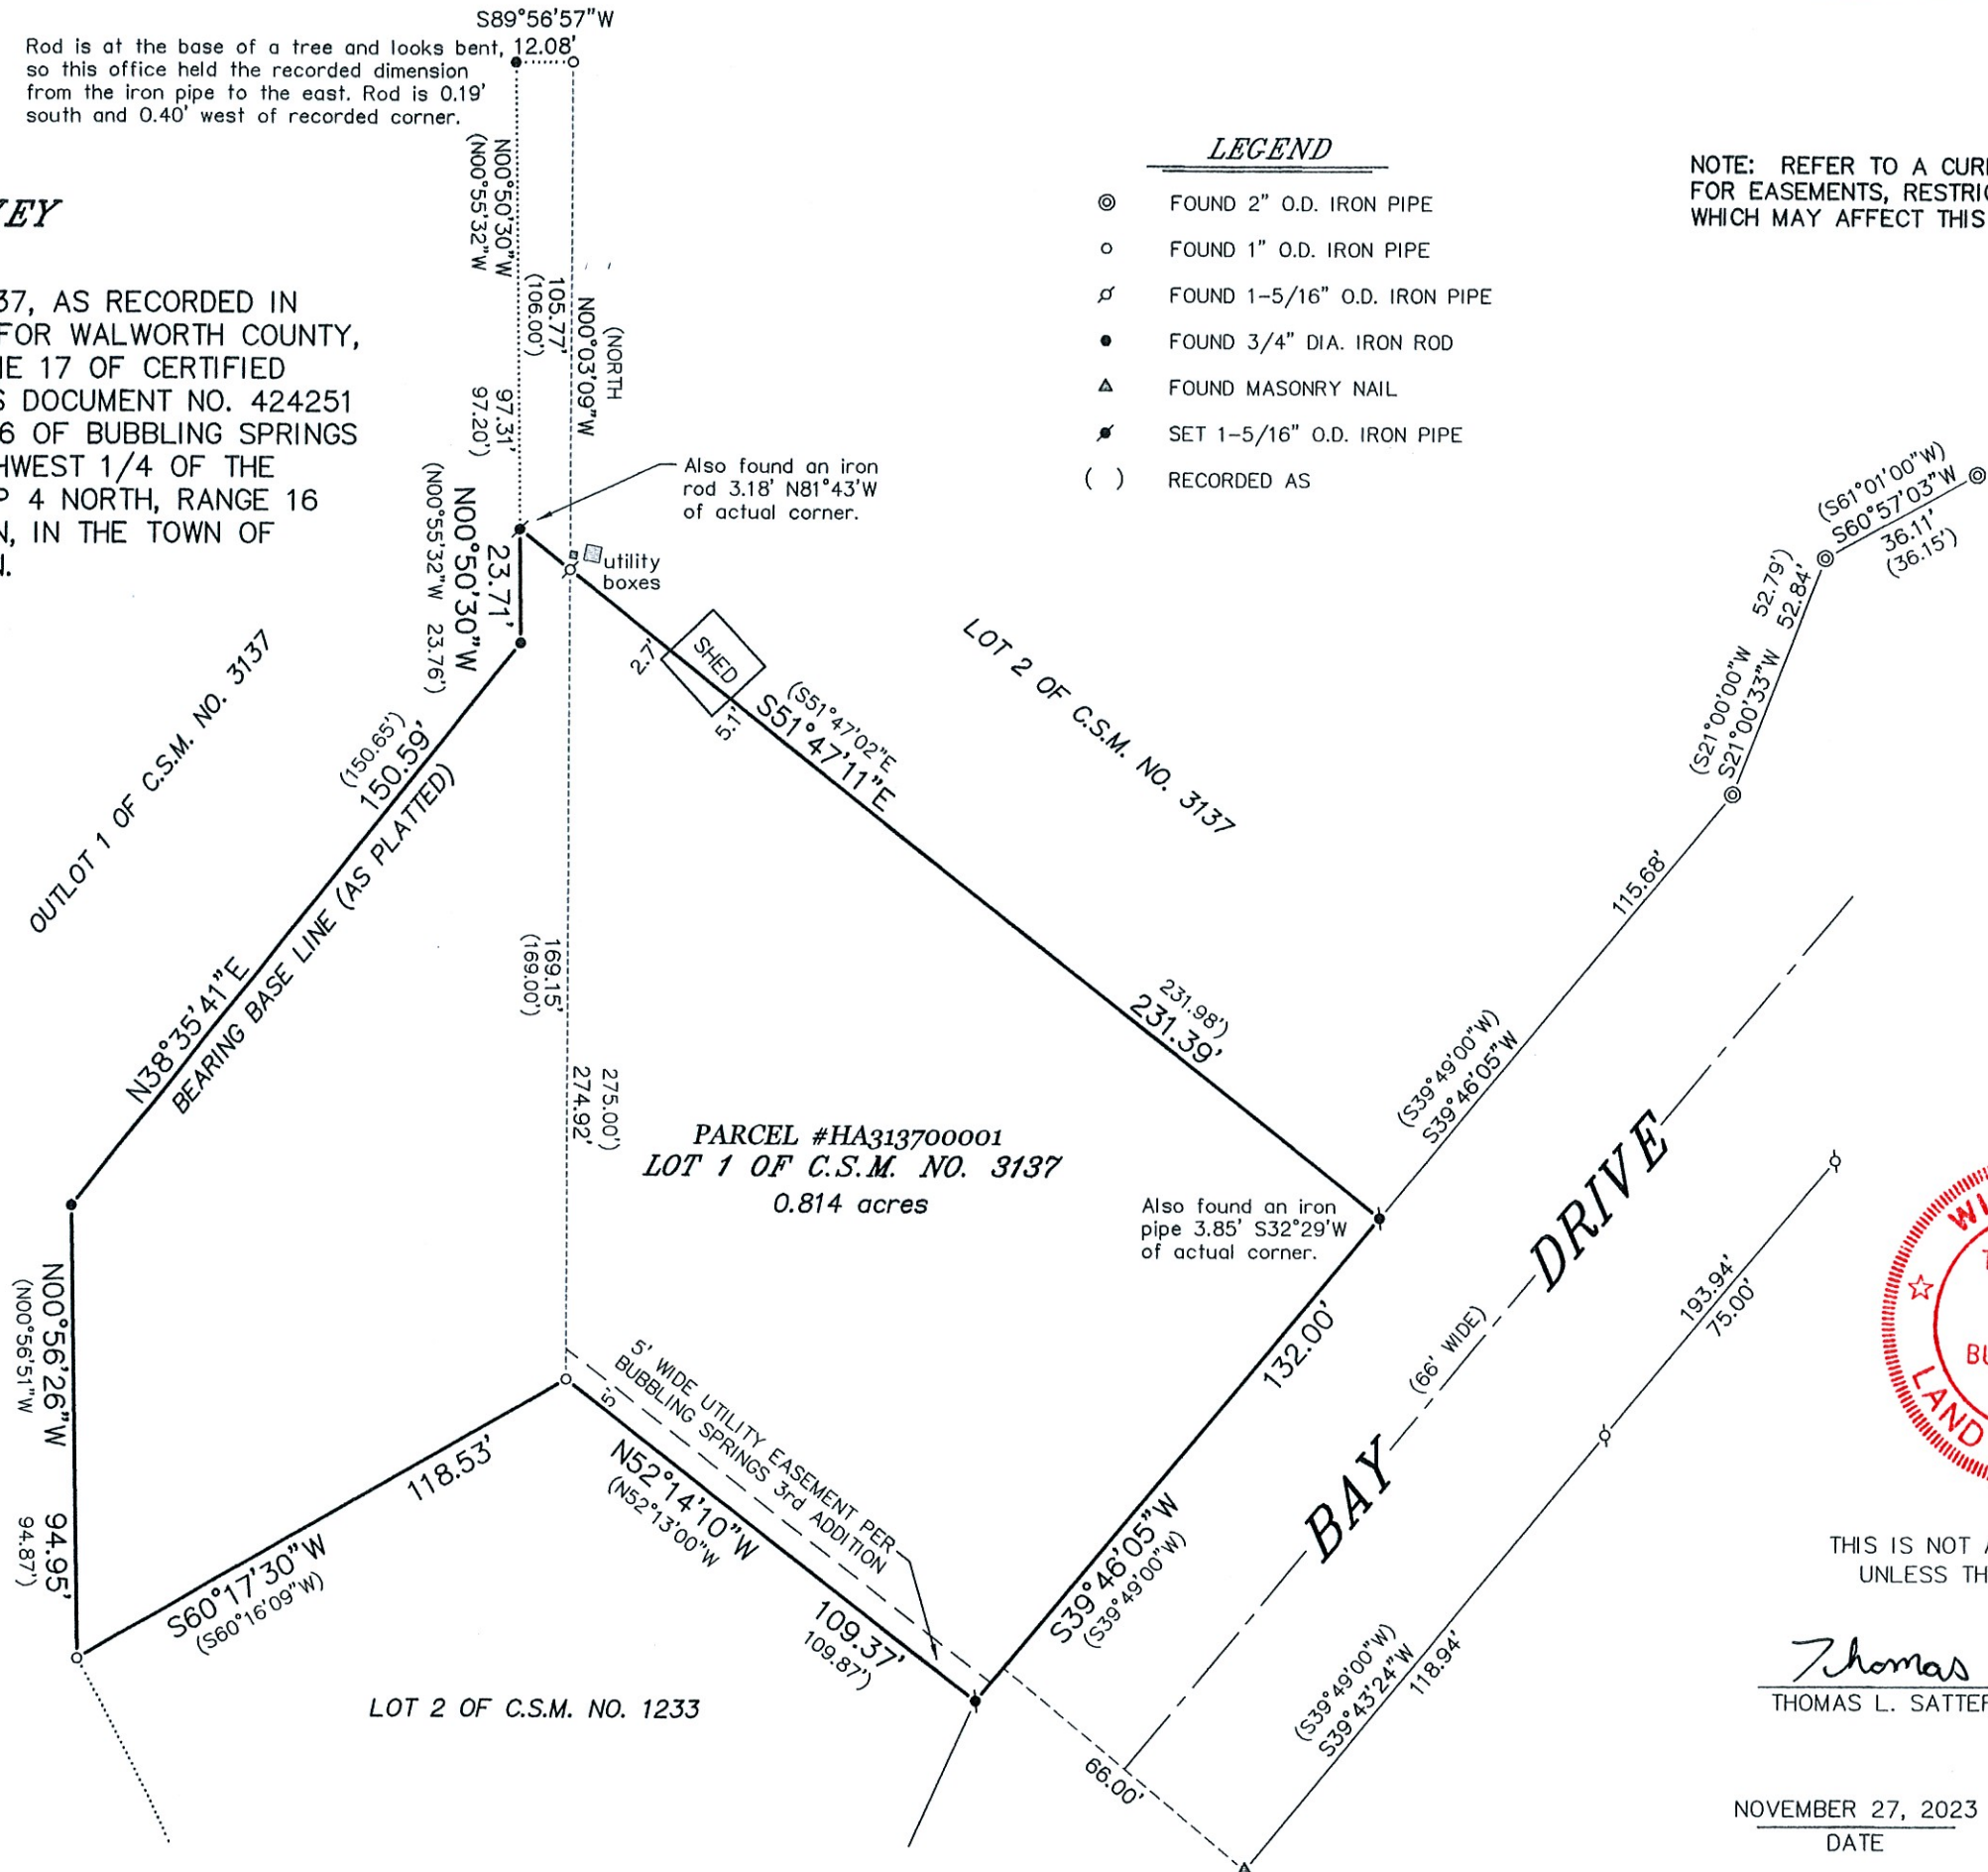 S89°56'57"W
12.08'
Rod is at the base of a tree and looks bent,
so this office held the recorded dimension
from the iron pipe to the east. Rod is 0.19'
south and 0.40' west of recorded corner.
LEGEND
FOUND 2" O.D. IRON PIPE
FOUND 1" O.D. IRON PIPE
FOUND 1-5/16" O.D. IRON PIPE
FOUND 3/4" DIA. IRON ROD
FOUND MASONRY NAIL
SET 1-5/16" O.D. IRON PIPE
( ) RECORDED AS
NOTE: REFER TO A
FOR EASEMENTS,
WHICH MAY AFFECT THIS
37, AS RECORDED IN
FOR WALWORTH COUNTY,
17 OF CERTIFIED
DOCUMENT NO. 424251
6 OF BUBBLING SPRINGS
1/4 OF THE
4 NORTH, RANGE 16
IN THE TOWN OF
N00°50'30"W
(N00°55'32"W
97.31'
97.20')
105.77'
(106.00')
(NORTH
N00°03'09"W
Also found an iron
rod 3.18' N81°43'W
of actual corner.
utility
boxes
N00°50'30"W
23.71'
(N00°55'32"W 23.76')
SHED
2.7'
5.1'
(S51°47'02"E
S51°47'11"E
231.98')
231.39'
LOT 2 OF C.S.M. NO. 3137
(S61°01'00"W)
S60°57'03"W
36.11'
(36.15')
(S21°00'00"W 52.79')
S21°00'33"W 52.84'
115.68'
(S39°49'00"W)
S39°46'05"W
OUTLOT 1 OF C.S.M. NO. 3137
(150.65')
150.59'
N38°35'41"E
BEARING BASE LINE (AS PLATTED)
169.15'
(169.00')
275.00')
274.92'
PARCEL #HA313700001
LOT 1 OF C.S.M. NO. 3137
0.814 acres
Also found an iron
pipe 3.85' S32°29'W
of actual corner.
132.00'
S39°46'05"W
(S39°49'00"W)
BAY DRIVE
(66' WIDE)
193.94'
75.00'
(S39°49'00"W)
S39°43'24"W
118.94'
66.00'
N00°56'26"W
94.95'
(N00°56'51"W
94.87')
118.53'
S60°17'30"W
(S60°16'09"W)
5'
5' WIDE UTILITY EASEMENT PER
BUBBLING SPRINGS 3rd ADDITION
N52°14'10"W
(N52°13'00"W
109.37'
109.87')
LOT 2 OF C.S.M. NO. 1233
LAND
THIS IS NOT
UNLESS
Thomas
THOMAS L.
NOVEMBER 27, 2023
DATE